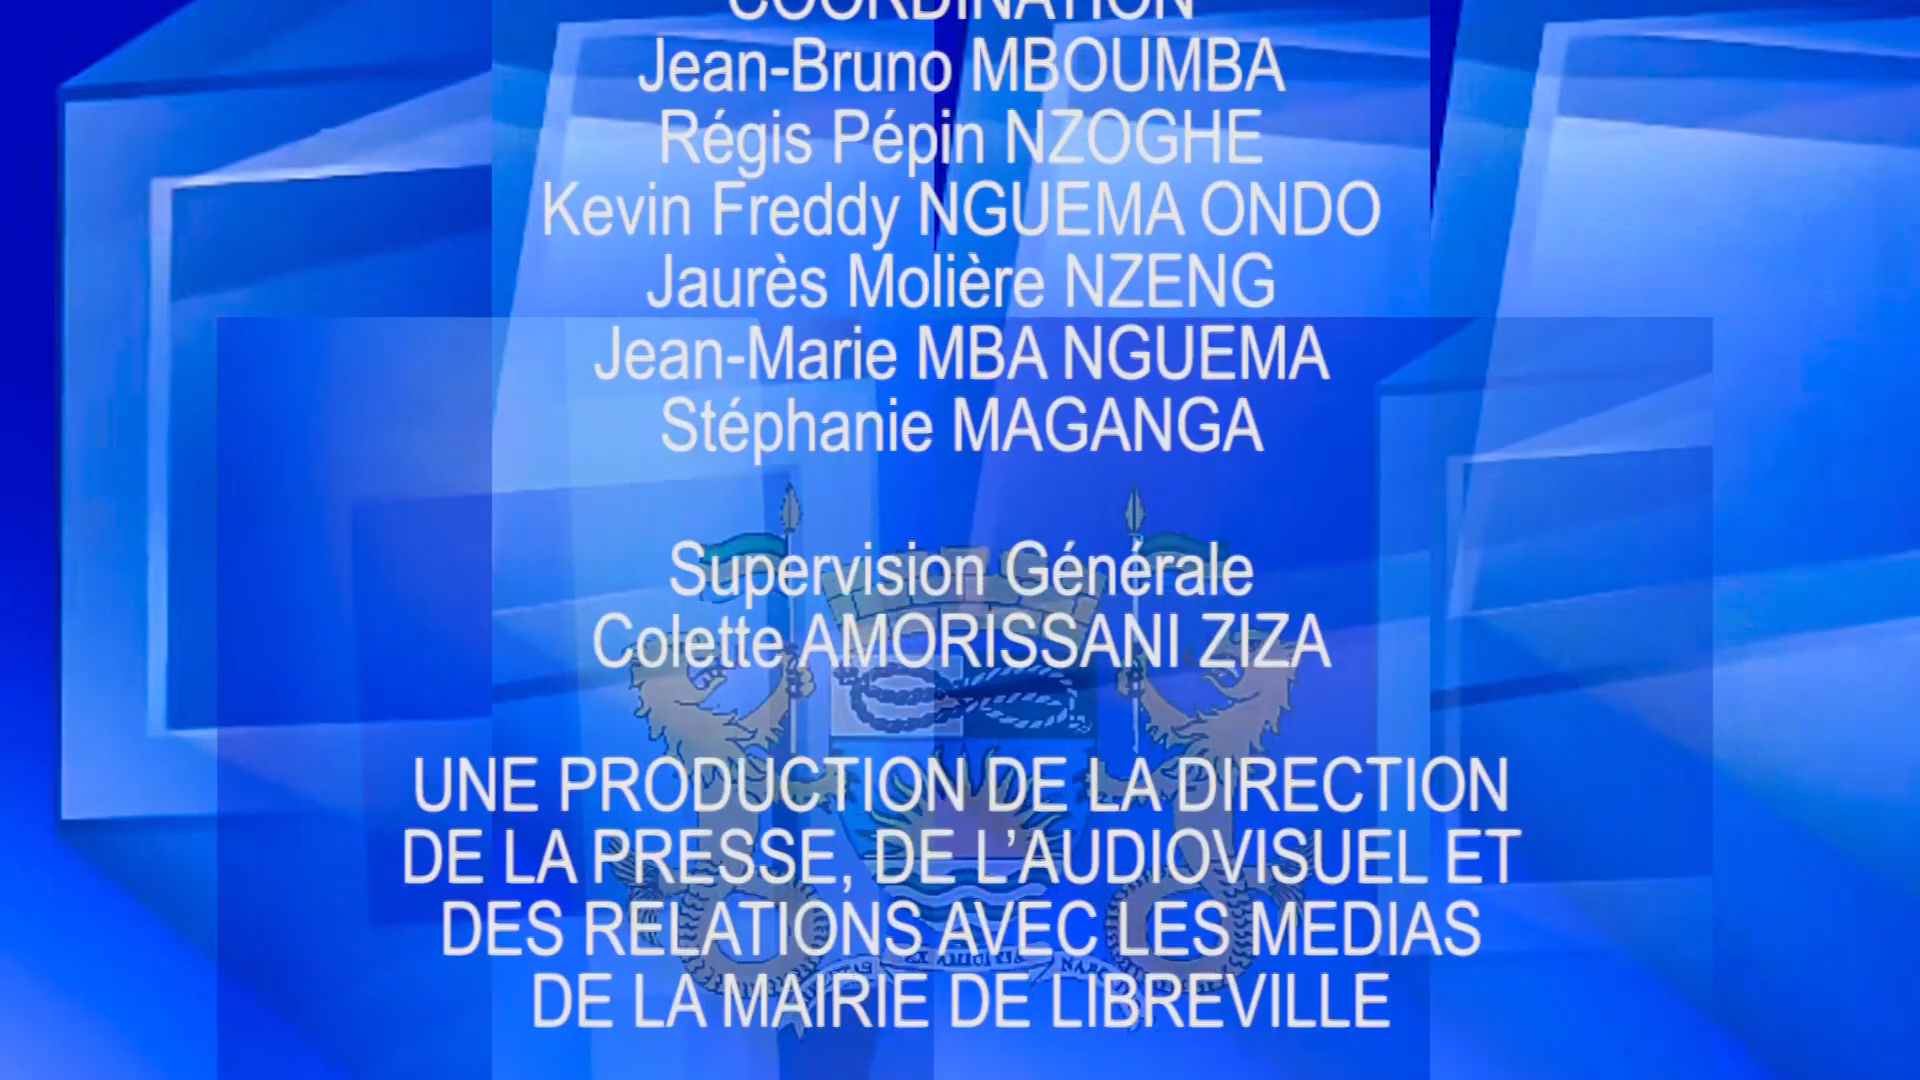 COORDINATION
Jean-Bruno MBOUMBA
Régis Pépin NZOGHE
Kevin Freddy NGUEMA ONDO
Jaurès Molière NZENG
Jean-Marie MBA NGUEMA
Stéphanie MAGANGA
Supervision Générale
Colette AMORISSANI ZIZA
UNE PRODUCTION DE LA DIRECTION
DE LA PRESSE, DE L’AUDIOVISUEL ET
DES RELATIONS AVEC LES MEDIAS
DE LA MAIRIE DE LIBREVILLE